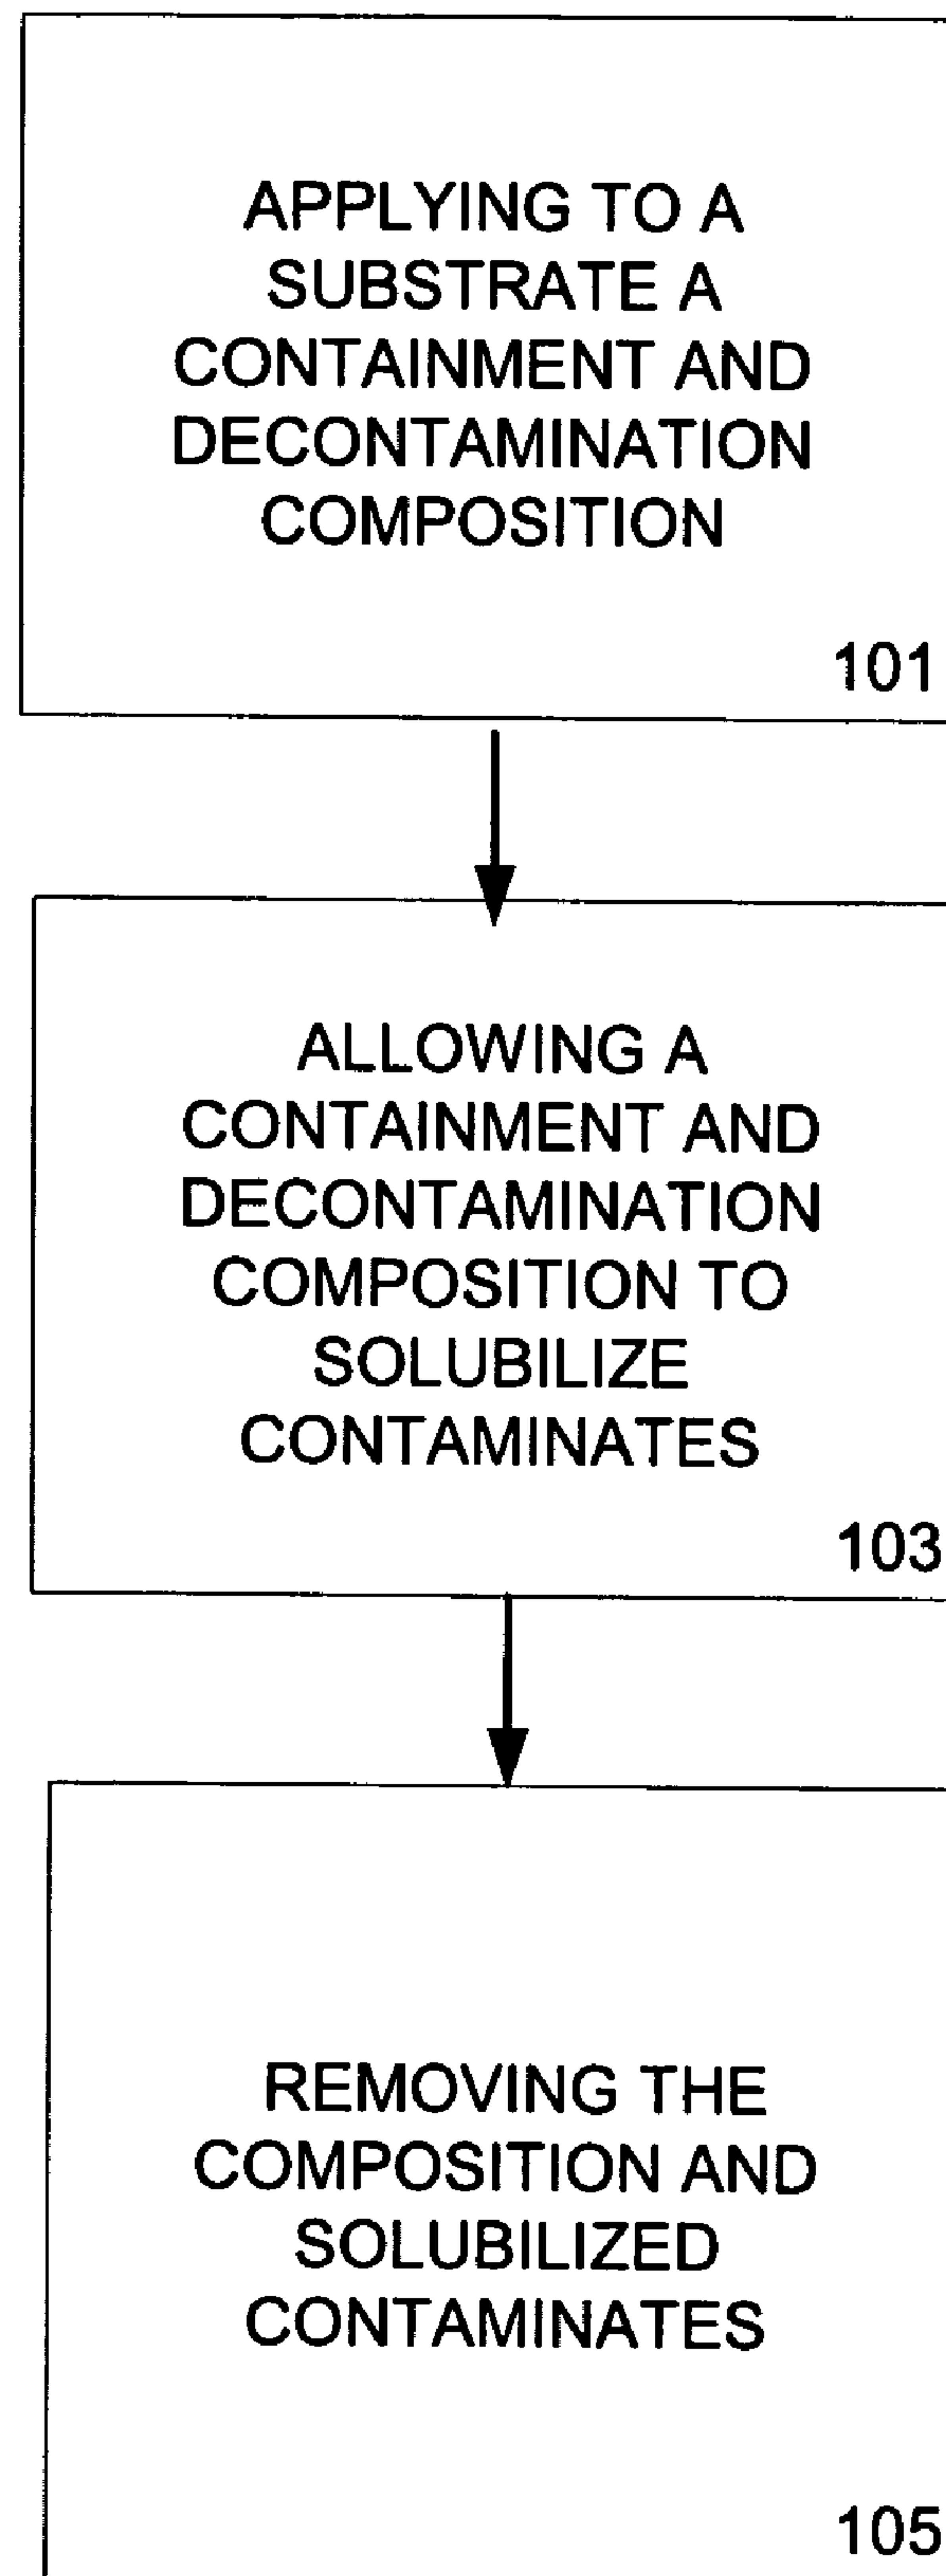 APPLYING TO A
SUBSTRATE A
CONTAINMENT AND
DECONTAMINATION
COMPOSITION
101
ALLOWING A
CONTAINMENT AND
DECONTAMINATION
COMPOSITION TO
SOLUBILIZE
CONTAMINATES
103
REMOVING THE
COMPOSITION AND
SOLUBILIZED
CONTAMINATES
105